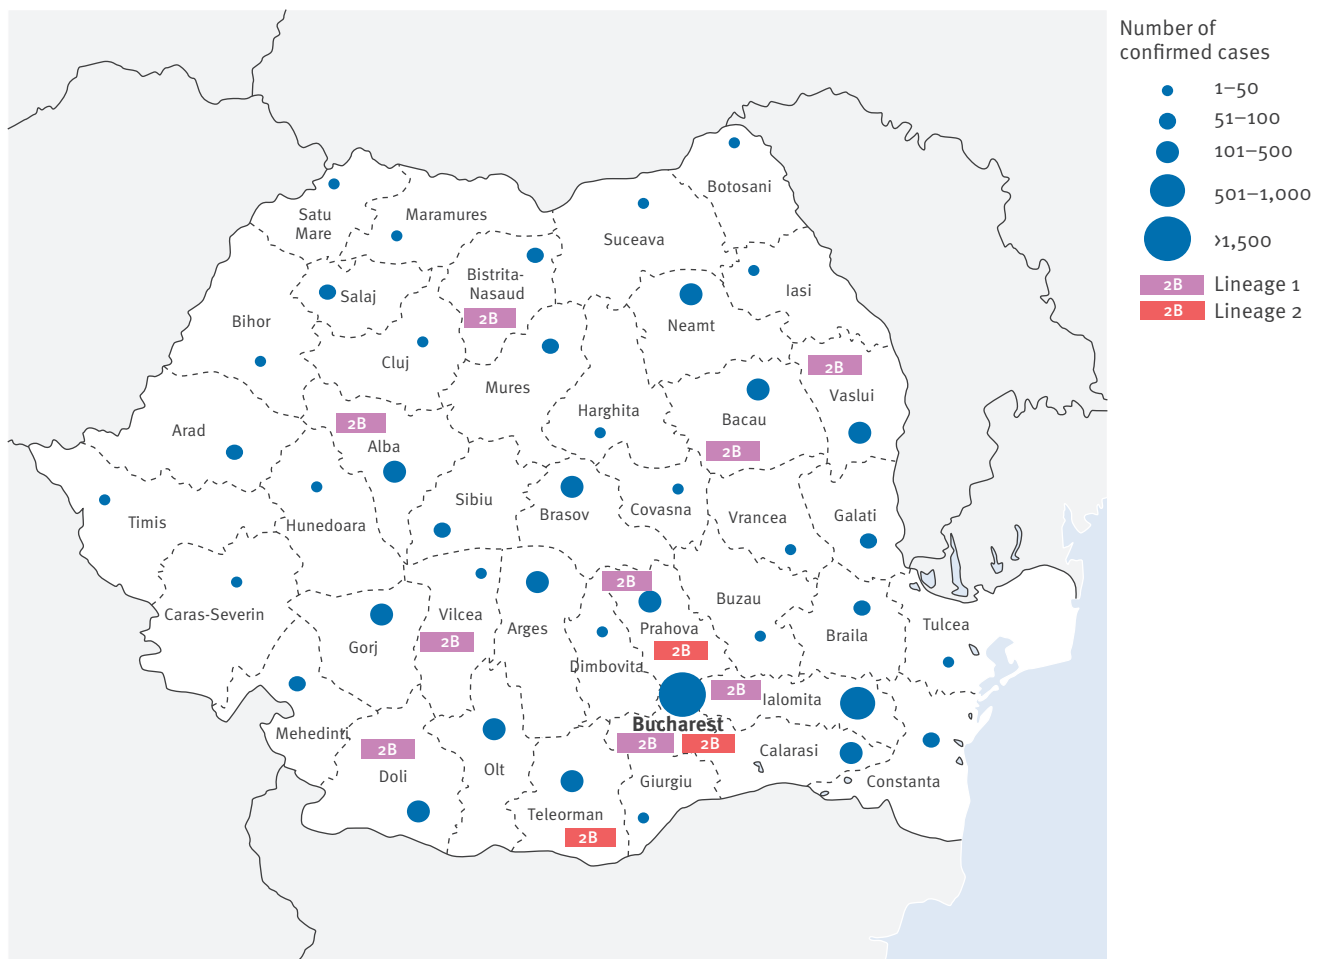 Number of
confirmed cases
1–50
51–100
101–500
501–1,000
>1,500
2B Lineage 1
2B Lineage 2
Botosani
Satu
Mare
Maramures
Suceava
Bistrita-
Nasaud
2B
Salaj
Iasi
Neamt
Bihor
Cluj
2B
Mures
Vaslui
Harghita
Bacau
2B
Arad
2B
Alba
Sibiu
Brasov
Covasna
Vrancea
Galati
Timis
Hunedoara
2B
Buzau
Caras-Severin
Vilcea
2B
Arges
Prahova
2B
Braila
Tulcea
Gorj
Dimbovita
2B
Ialomita
Bucharest
2B
2B
Mehedinti
2B
Doli
Olt
Calarasi
Giurgiu
Constanta
Teleorman
2B